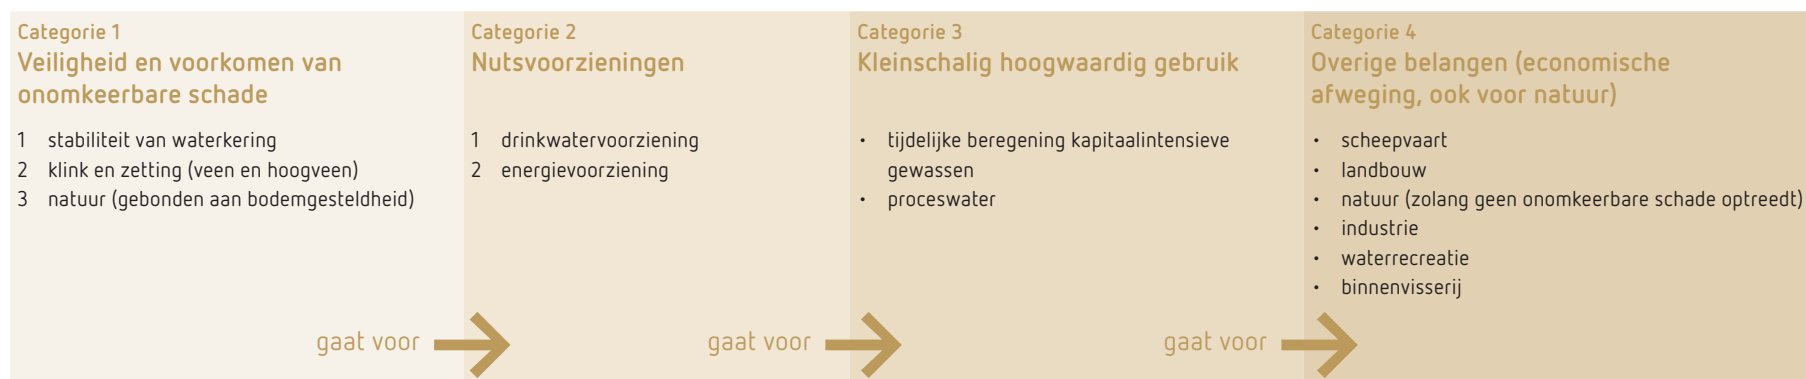 Categorie 1
Veiligheid en voorkomen van
onomkeerbare schade
1 stabiliteit van waterkering
2 klink en zetting (veen en hoogveen)
3 natuur (gebonden aan bodemgesteldheid)
gaat voor
Categorie 2
Nutsvoorzieningen
1 drinkwatervoorziening
2 energievoorziening
gaat voor
Categorie 3
Kleinschalig hoogwaardig gebruik
• tijdelijke beregening kapitaalintensieve
gewassen
• proceswater
gaat voor
Categorie 4
Overige belangen (economische
afweging, ook voor natuur)
• scheepvaart
• landbouw
• natuur (zolang geen onomkeerbare schade optreedt)
• industrie
• waterrecreatie
• binnenvisserij